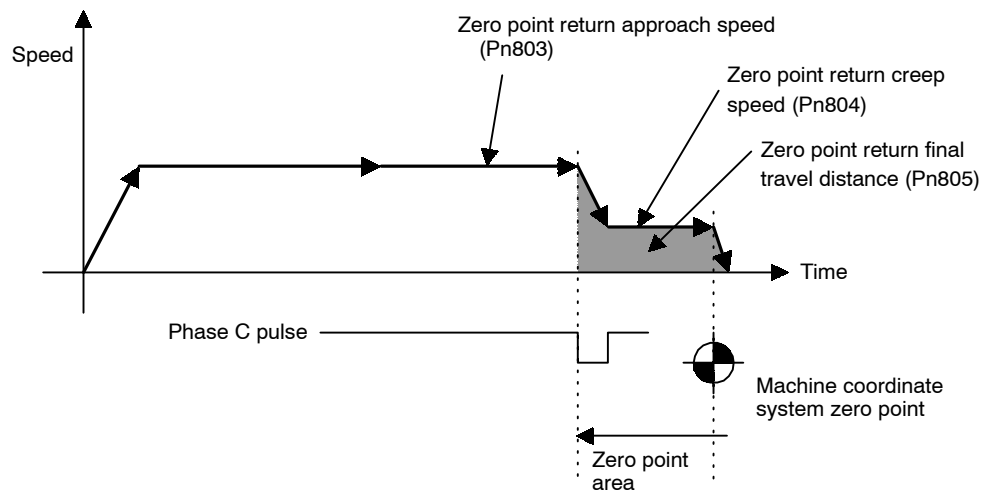 Zero point return approach speed
(Pn803)
Speed
Zero point return creep
speed (Pn804)
Zero point return final
travel distance (Pn805)
Time
Phase C pulse
Machine coordinate
system zero point
Zero point
area